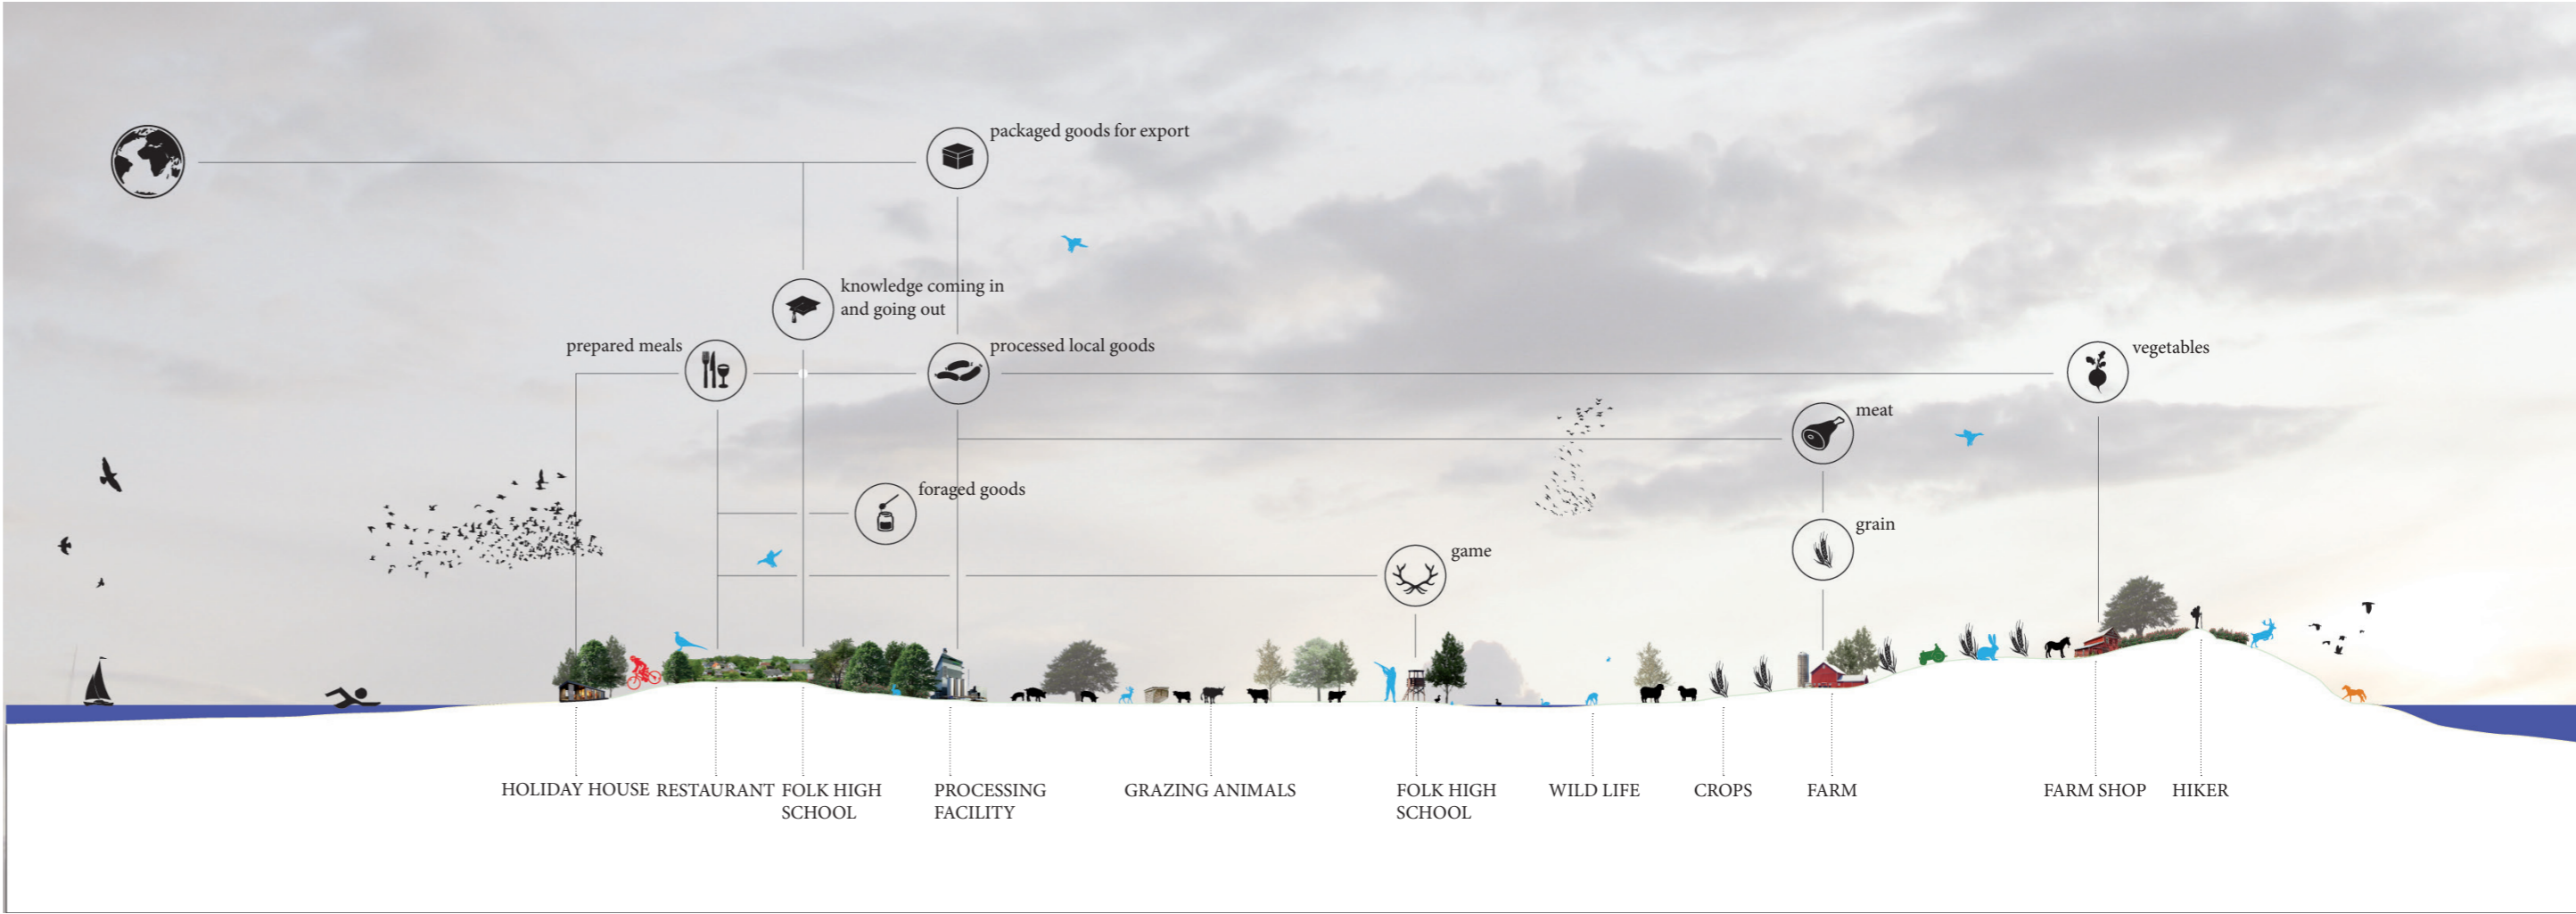 packaged goods for export
knowledge coming in
and going out
prepared meals
processed local goods
vegetables
meat
foraged goods
grain
game
HOLIDAY HOUSE
RESTAURANT
FOLK HIGH
SCHOOL
PROCESSING
FACILITY
GRAZING ANIMALS
FOLK HIGH
SCHOOL
WILD LIFE
CROPS
FARM
FARM SHOP
HIKER